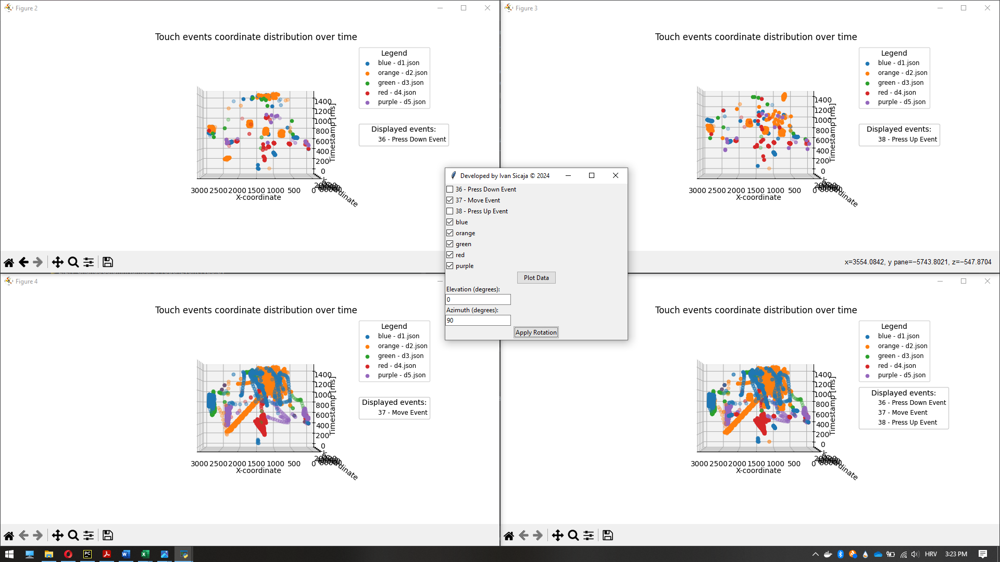 Figure 2
Touch events coordinate distribution over time
Legend
blue - d1.json
orange - d2.json
green - d3.json
red - d4.json
purple - d5.json
Displayed events:
36 - Press Down Event
1400
1200
1000
800
600
400
200
0
Timestamp [ms]
3000 2500 2000 1500 1000 500 0
X-coordinate
Figure 3
Touch events coordinate distribution over time
Legend
blue - d1.json
orange - d2.json
green - d3.json
red - d4.json
purple - d5.json
Displayed events:
38 - Press Up Event
1400
1200
1000
800
600
400
200
0
Timestamp [ms]
3000 2500 2000 1500 1000 500 0
X-coordinate
x=3554.0842, y pane=−5743.8021, z=−547.8704
Developed by Ivan Sicaja © 2024
36 - Press Down Event
37 - Move Event
38 - Press Up Event
blue
orange
green
red
purple
Plot Data
Elevation (degrees):
0
Azimuth (degrees):
90
Apply Rotation
Figure 4
Touch events coordinate distribution over time
Legend
blue - d1.json
orange - d2.json
green - d3.json
red - d4.json
purple - d5.json
Displayed events:
37 - Move Event
1400
1200
1000
800
600
400
200
0
Timestamp [ms]
3000 2500 2000 1500 1000 500 0
X-coordinate
Touch events coordinate distribution over time
Legend
blue - d1.json
orange - d2.json
green - d3.json
red - d4.json
purple - d5.json
Displayed events:
36 - Press Down Event
37 - Move Event
38 - Press Up Event
1400
1200
1000
800
600
400
200
0
Timestamp [ms]
3000 2500 2000 1500 1000 500 0
X-coordinate
HRV
3:23 PM